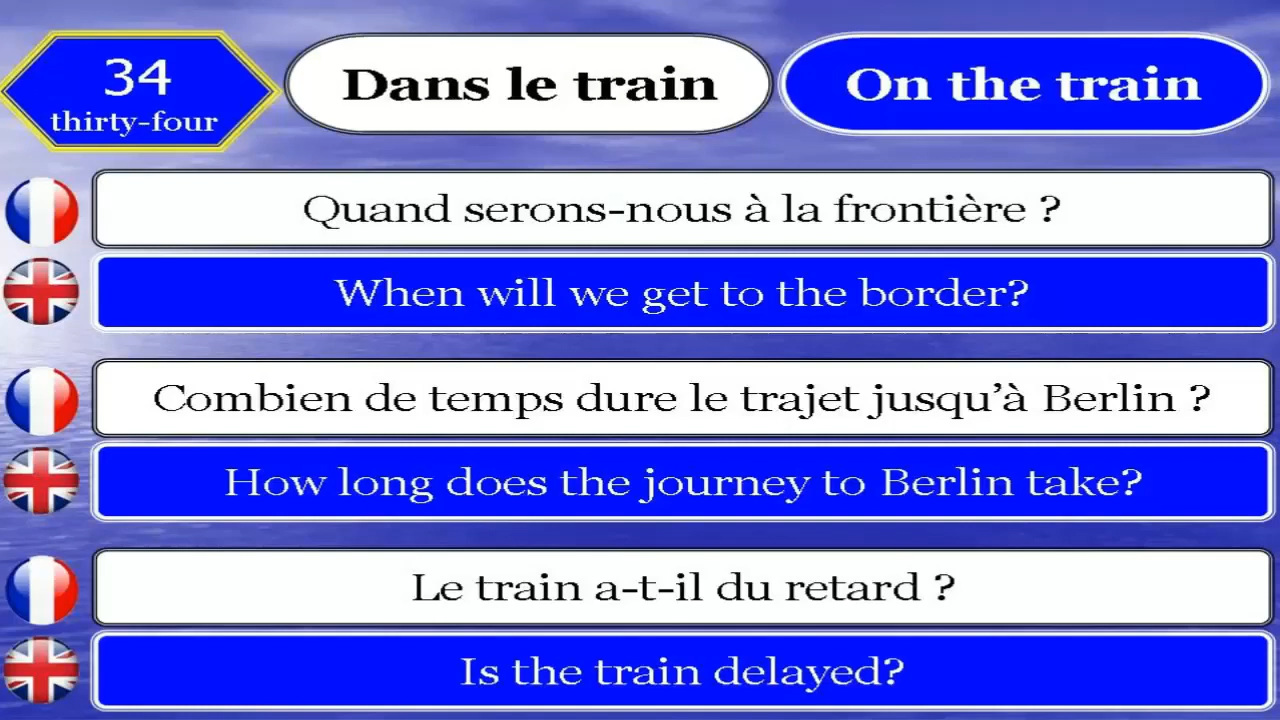 34
thirty-four
Dans le train
On the train
Quand serons-nous à la frontière ?
When will we get to the border?
Combien de temps dure le trajet jusqu’à Berlin ?
How long does the journey to Berlin take?
Le train a-t-il du retard ?
Is the train delayed?